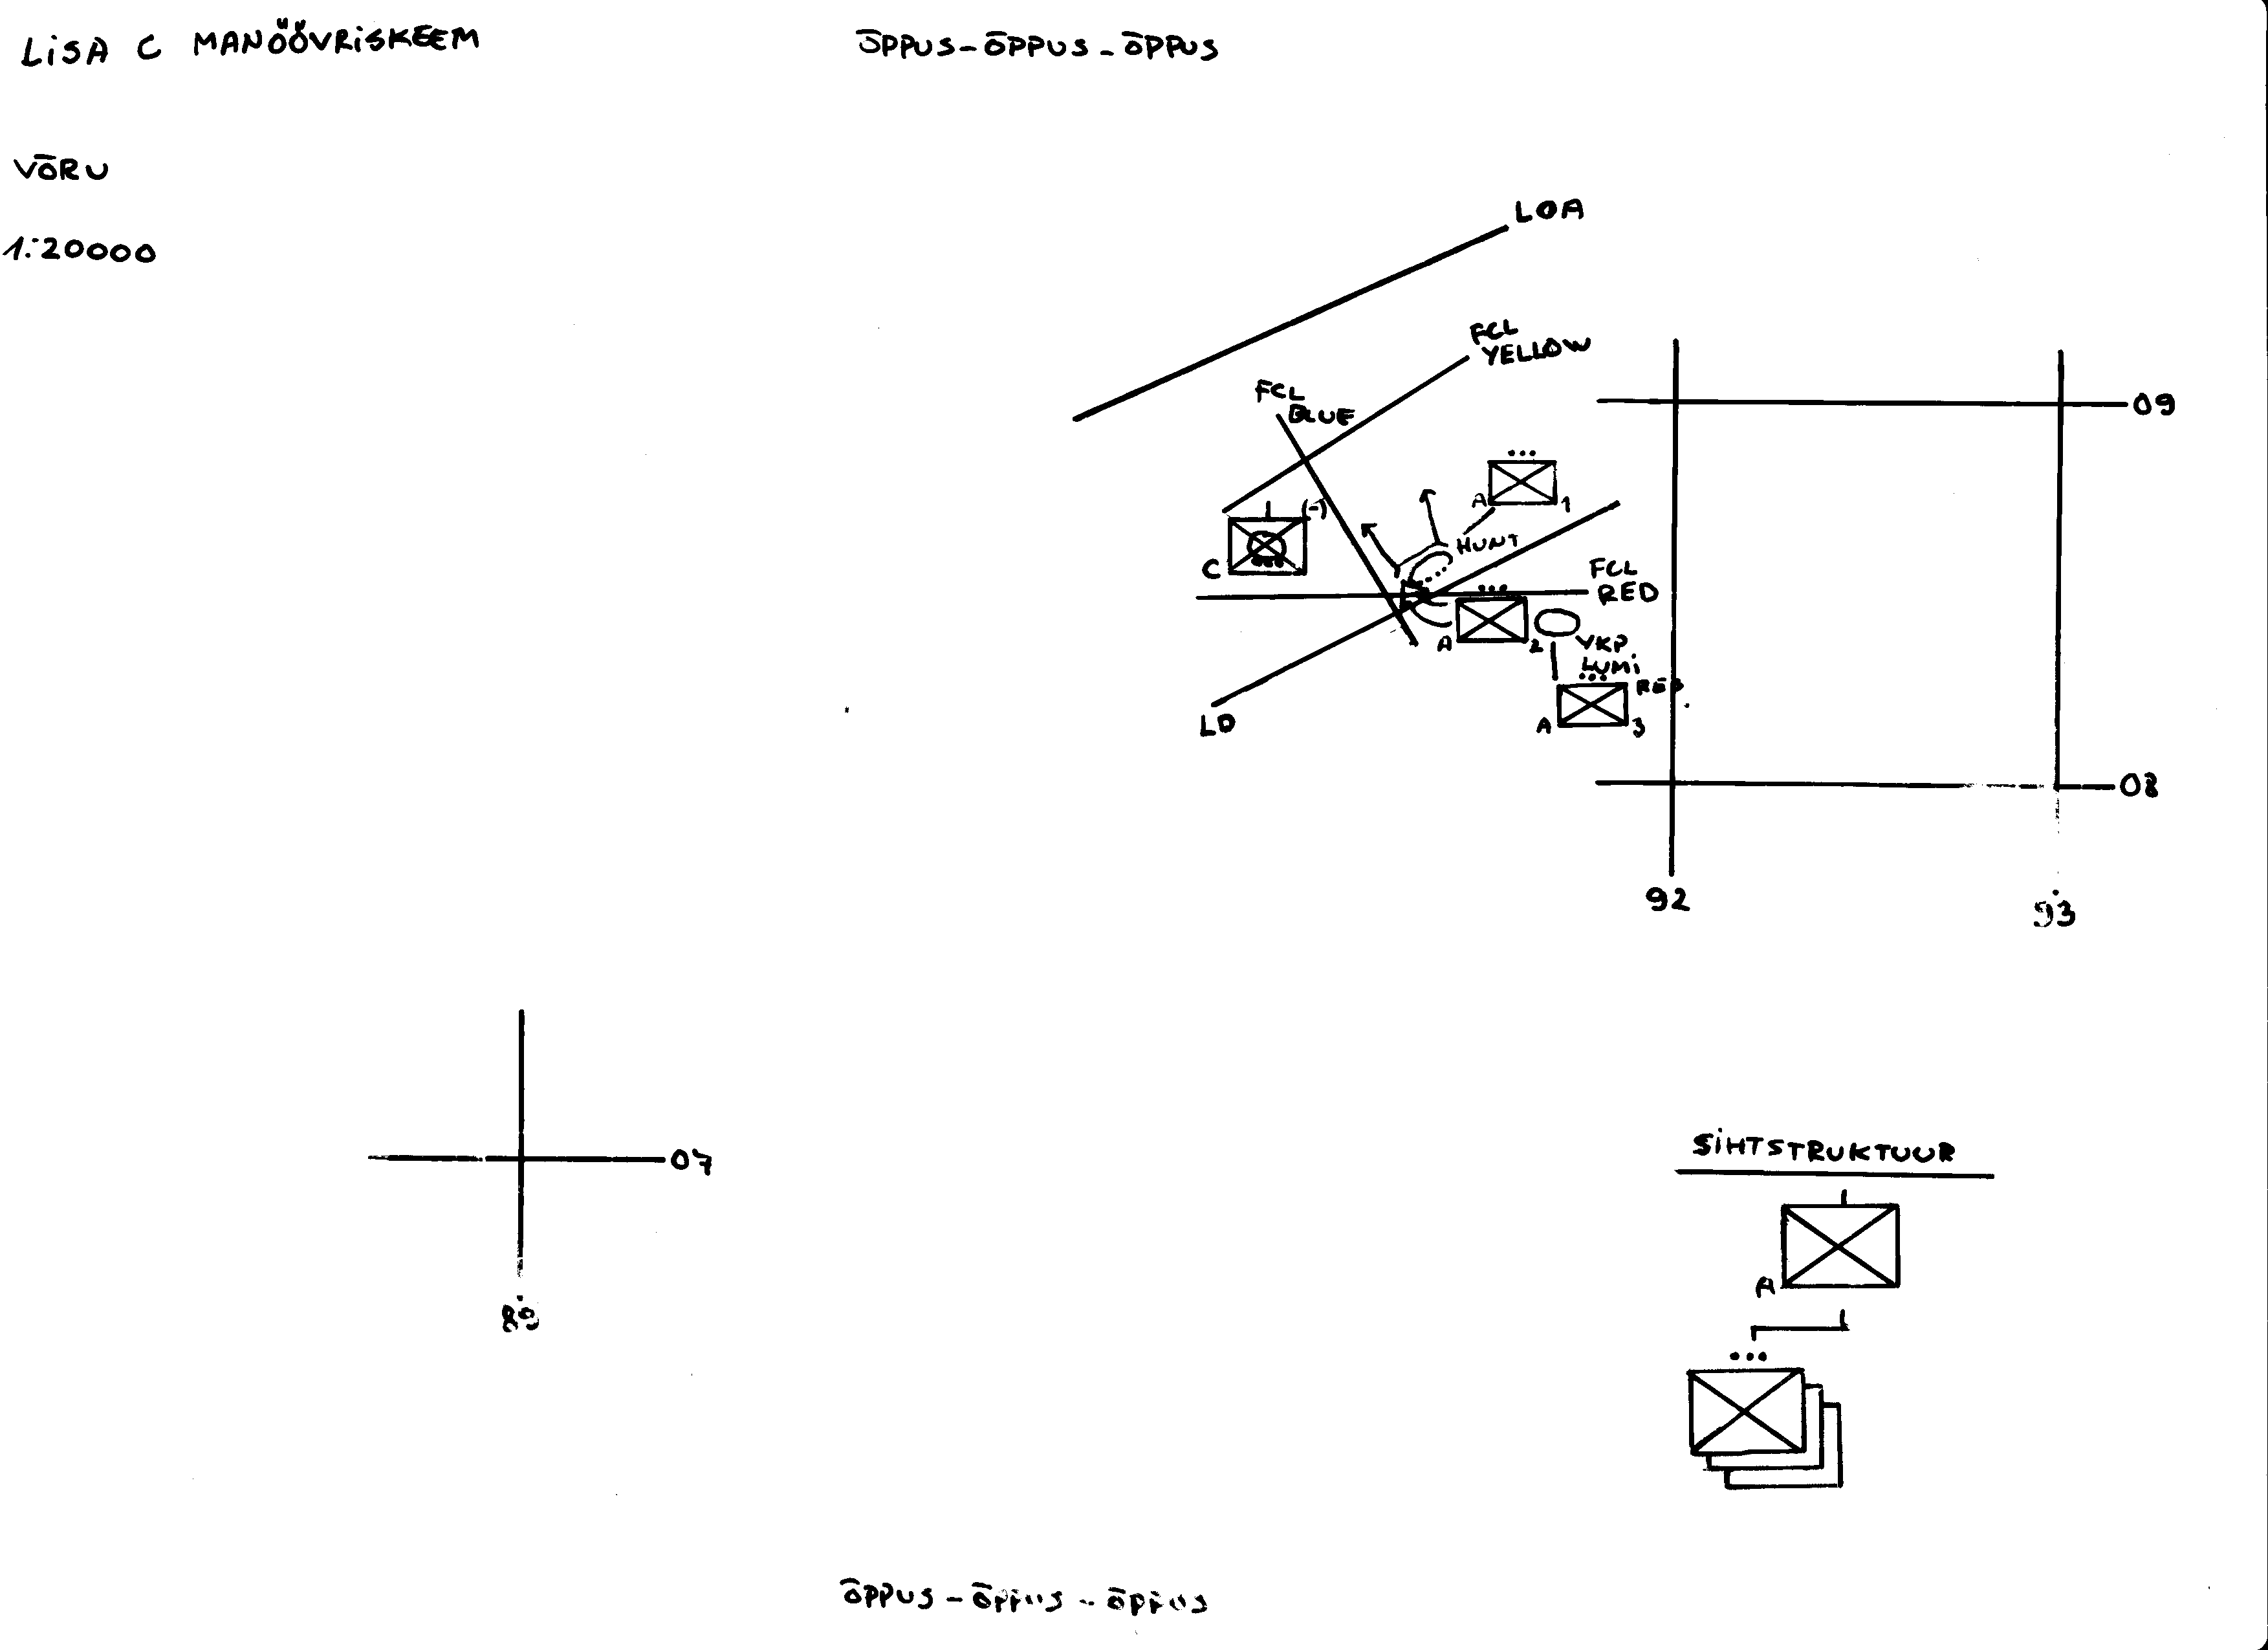 LISA C MANÖÖVRISKEEM
ÕPPUS-ÕPPUS-ÕPPUS
VÕRU
1:20000
LOA
FCL
YELLOW
FCL
BLUE
09
(-)
A 1
HUNT
C
FCL
RED
A 2
VKP
LUMI
RES
A 3
LD
08
92
93
07
89
SIHTSTRUKTUUR
A
ÕPPUS-ÕPPUS-ÕPPUS